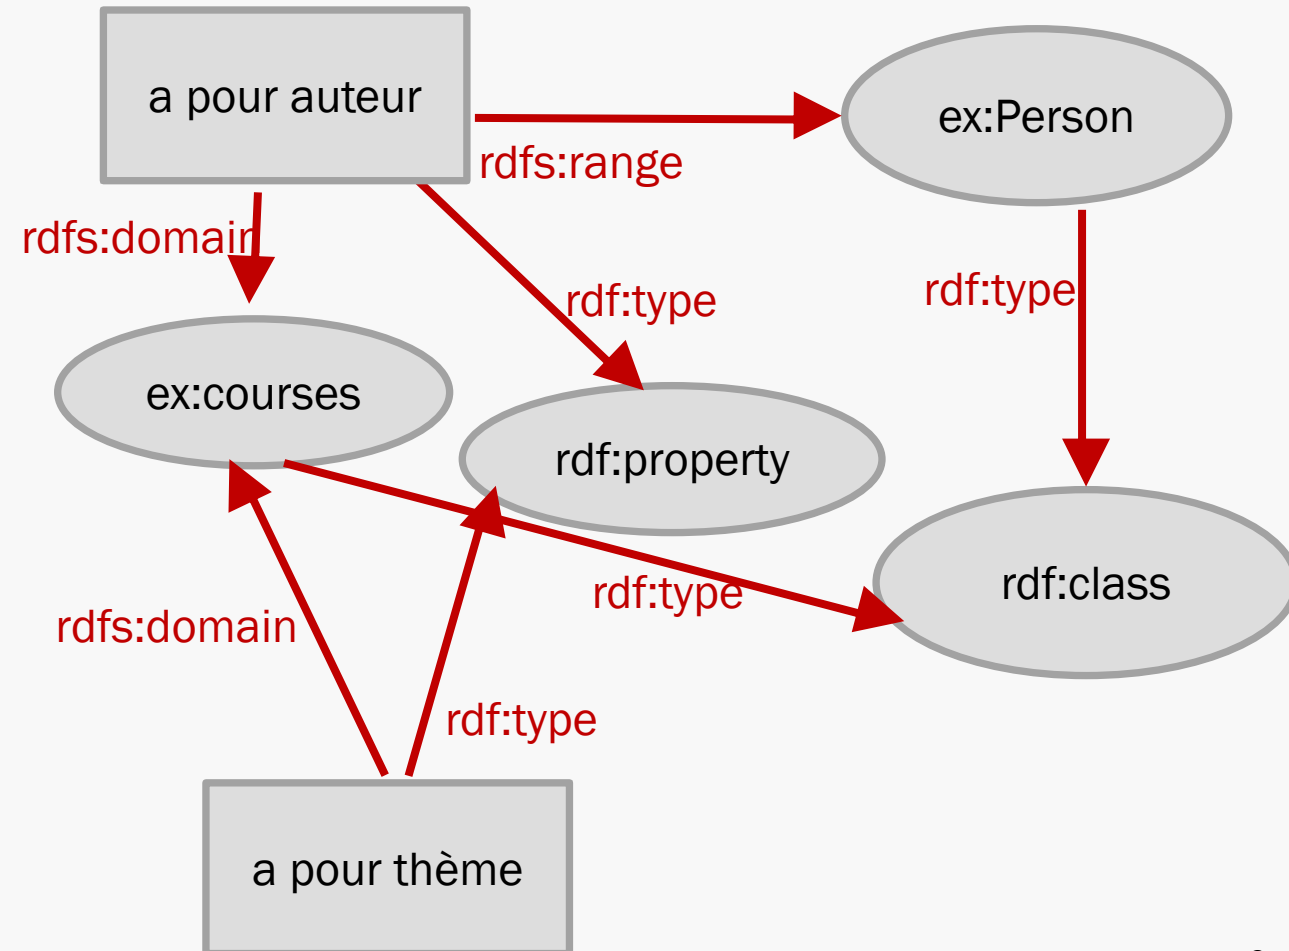 a pour auteur
ex:Person
rdfs:range
rdfs:domain
rdf:type
rdf:type
ex:courses
rdf:property
rdf:class
rdf:type
rdfs:domain
rdf:type
a pour thème